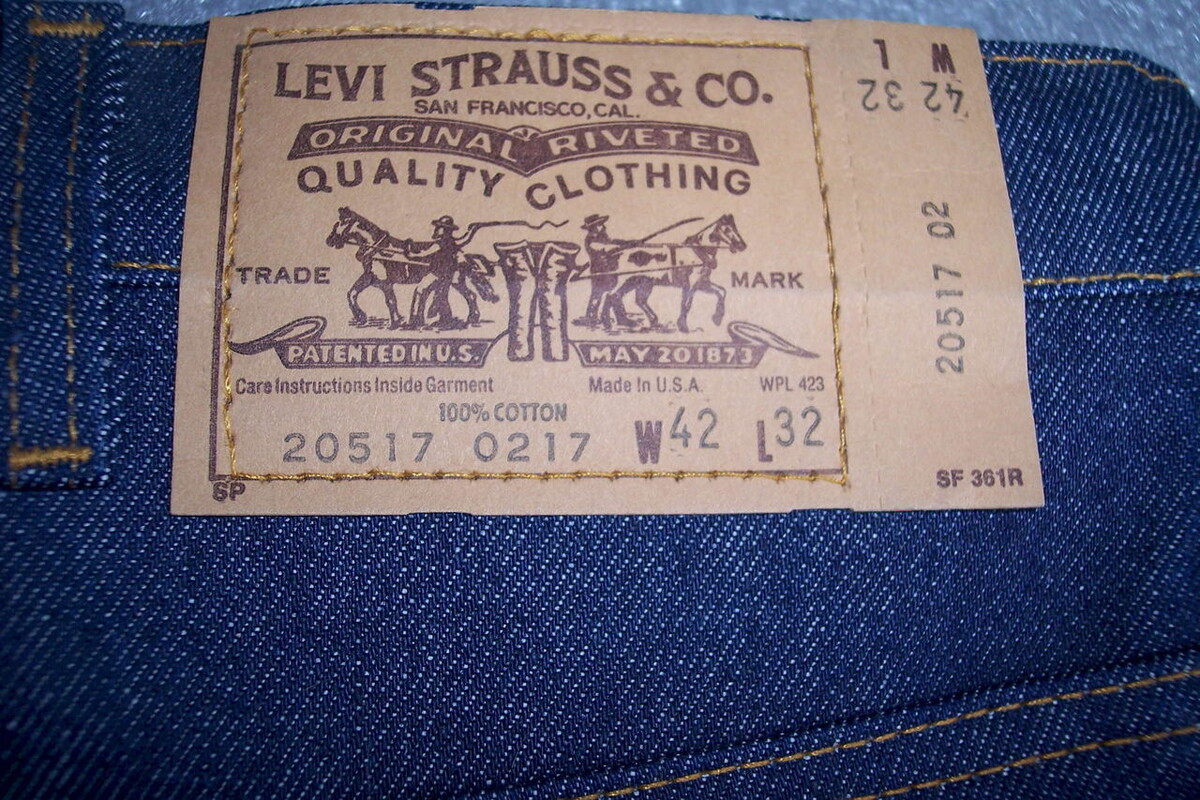 LEVI STRAUSS & CO.
SAN FRANCISCO, CAL.
ORIGINAL RIVETED
QUALITY CLOTHING
TRADE MARK
PATENTED IN U.S. MAY 20 1873
Care Instructions Inside Garment Made In U.S.A. WPL 423
100% COTTON
20517 0217 W42 L32
SP
W L
42 32
20517 02
SF 361R